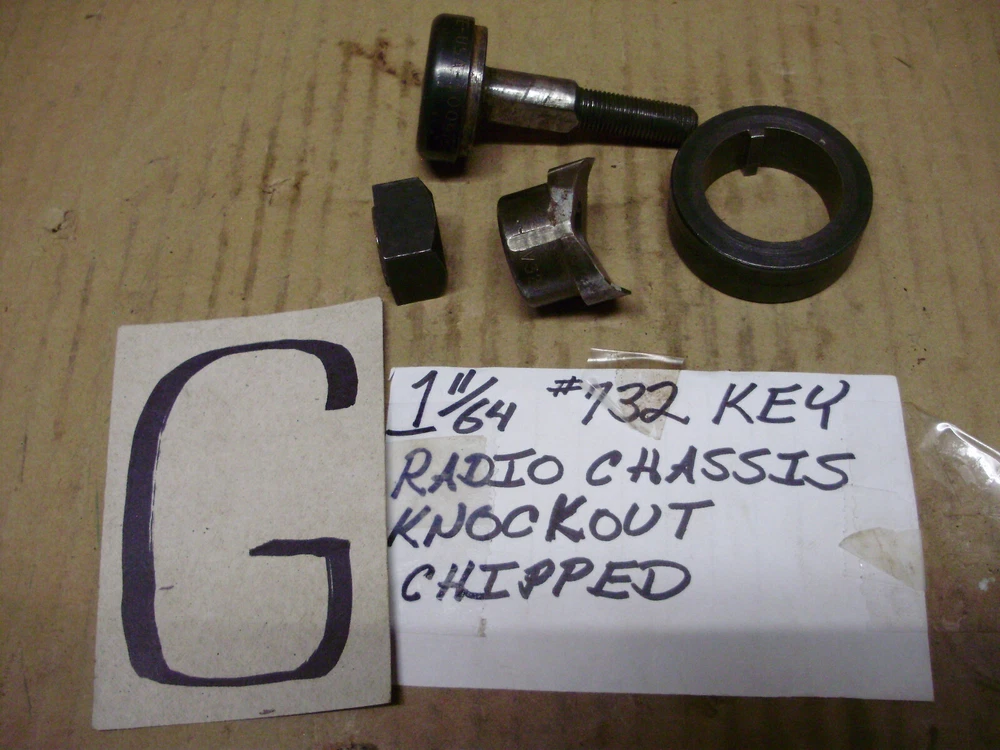 G
1 11/64 #732 KEY
RADIO CHASSIS
KNOCKOUT
CHIPPED